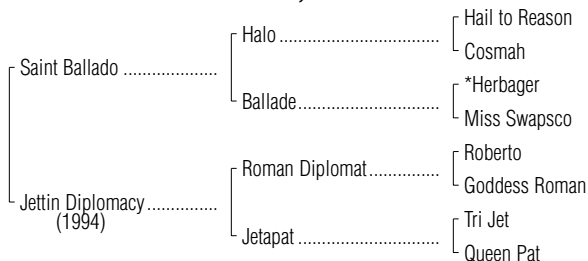 Hail to Reason
Halo ........................................
Cosmah
Saint Ballado ...................
*Herbager
Ballade...................................
Miss Swapsco
Roberto
Roman Diplomat.................
Goddess Roman
Jettin Diplomacy ..............
(1994)
Tri Jet
Jetapat ...................................
Queen Pat